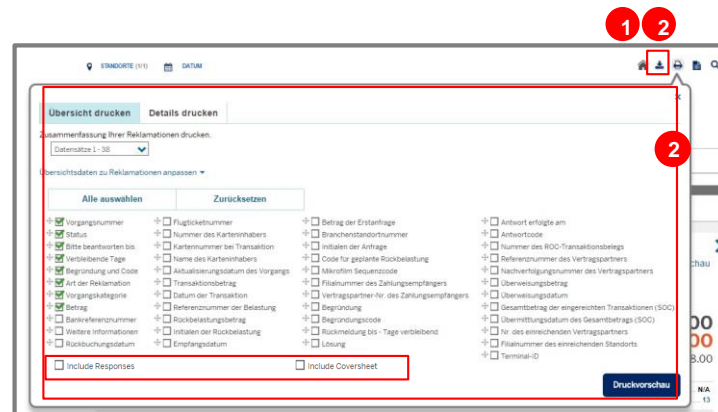 1 2
STANDORTE (1/1) DATUM
×
Übersicht drucken Details drucken
Zusammenfassung Ihrer Reklamationen drucken.
Datensätze 1 - 38
2
Übersichtsdaten zu Reklamationen anpassen
Alle auswählen Zurücksetzen
Vorgangsnummer Flugticketnummer Betrag der Erstanfrage Antwort erfolgte am
Status Nummer des Karteninhabers Branchenstandortnummer Antwortcode
Bitte beantworten bis Kartennummer bei Transaktion Initialen der Anfrage Nummer des ROC-Transaktionsbelegs
Verbleibende Tage Name des Karteninhabers Code für geplante Rückbelastung Referenznummer des Vertragspartners
Begründung und Code Aktualisierungsdatum des Vorgangs Mikrofilm Sequenzcode Nachverfolgungsnummer des Vertragspartners
Art der Reklamation Transaktionsbetrag Filialnummer des Zahlungsempfängers Überweisungsbetrag
Vorgangskategorie Datum der Transaktion Vertragspartner-Nr. des Zahlungsempfängers Überweisungsdatum
Betrag Referenznummer der Belastung Begründung Gesamtbetrag der eingereichten Transaktionen (SOC)
Bankreferenznummer Rückbelastungsbetrag Begründungscode Übermittlungsdatum des Gesamtbetrags (SOC)
Weitere Informationen Initialen der Rückbelastung Rückmeldung bis - Tage verbleibend Nr. des einreichenden Vertragspartners
Rückbuchungsdatum Empfangsdatum Lösung Filialnummer des einreichenden Standorts
Terminal-ID
Include Responses Include Coversheet
Druckvorschau
chau
00
00
8.00
N/A
13